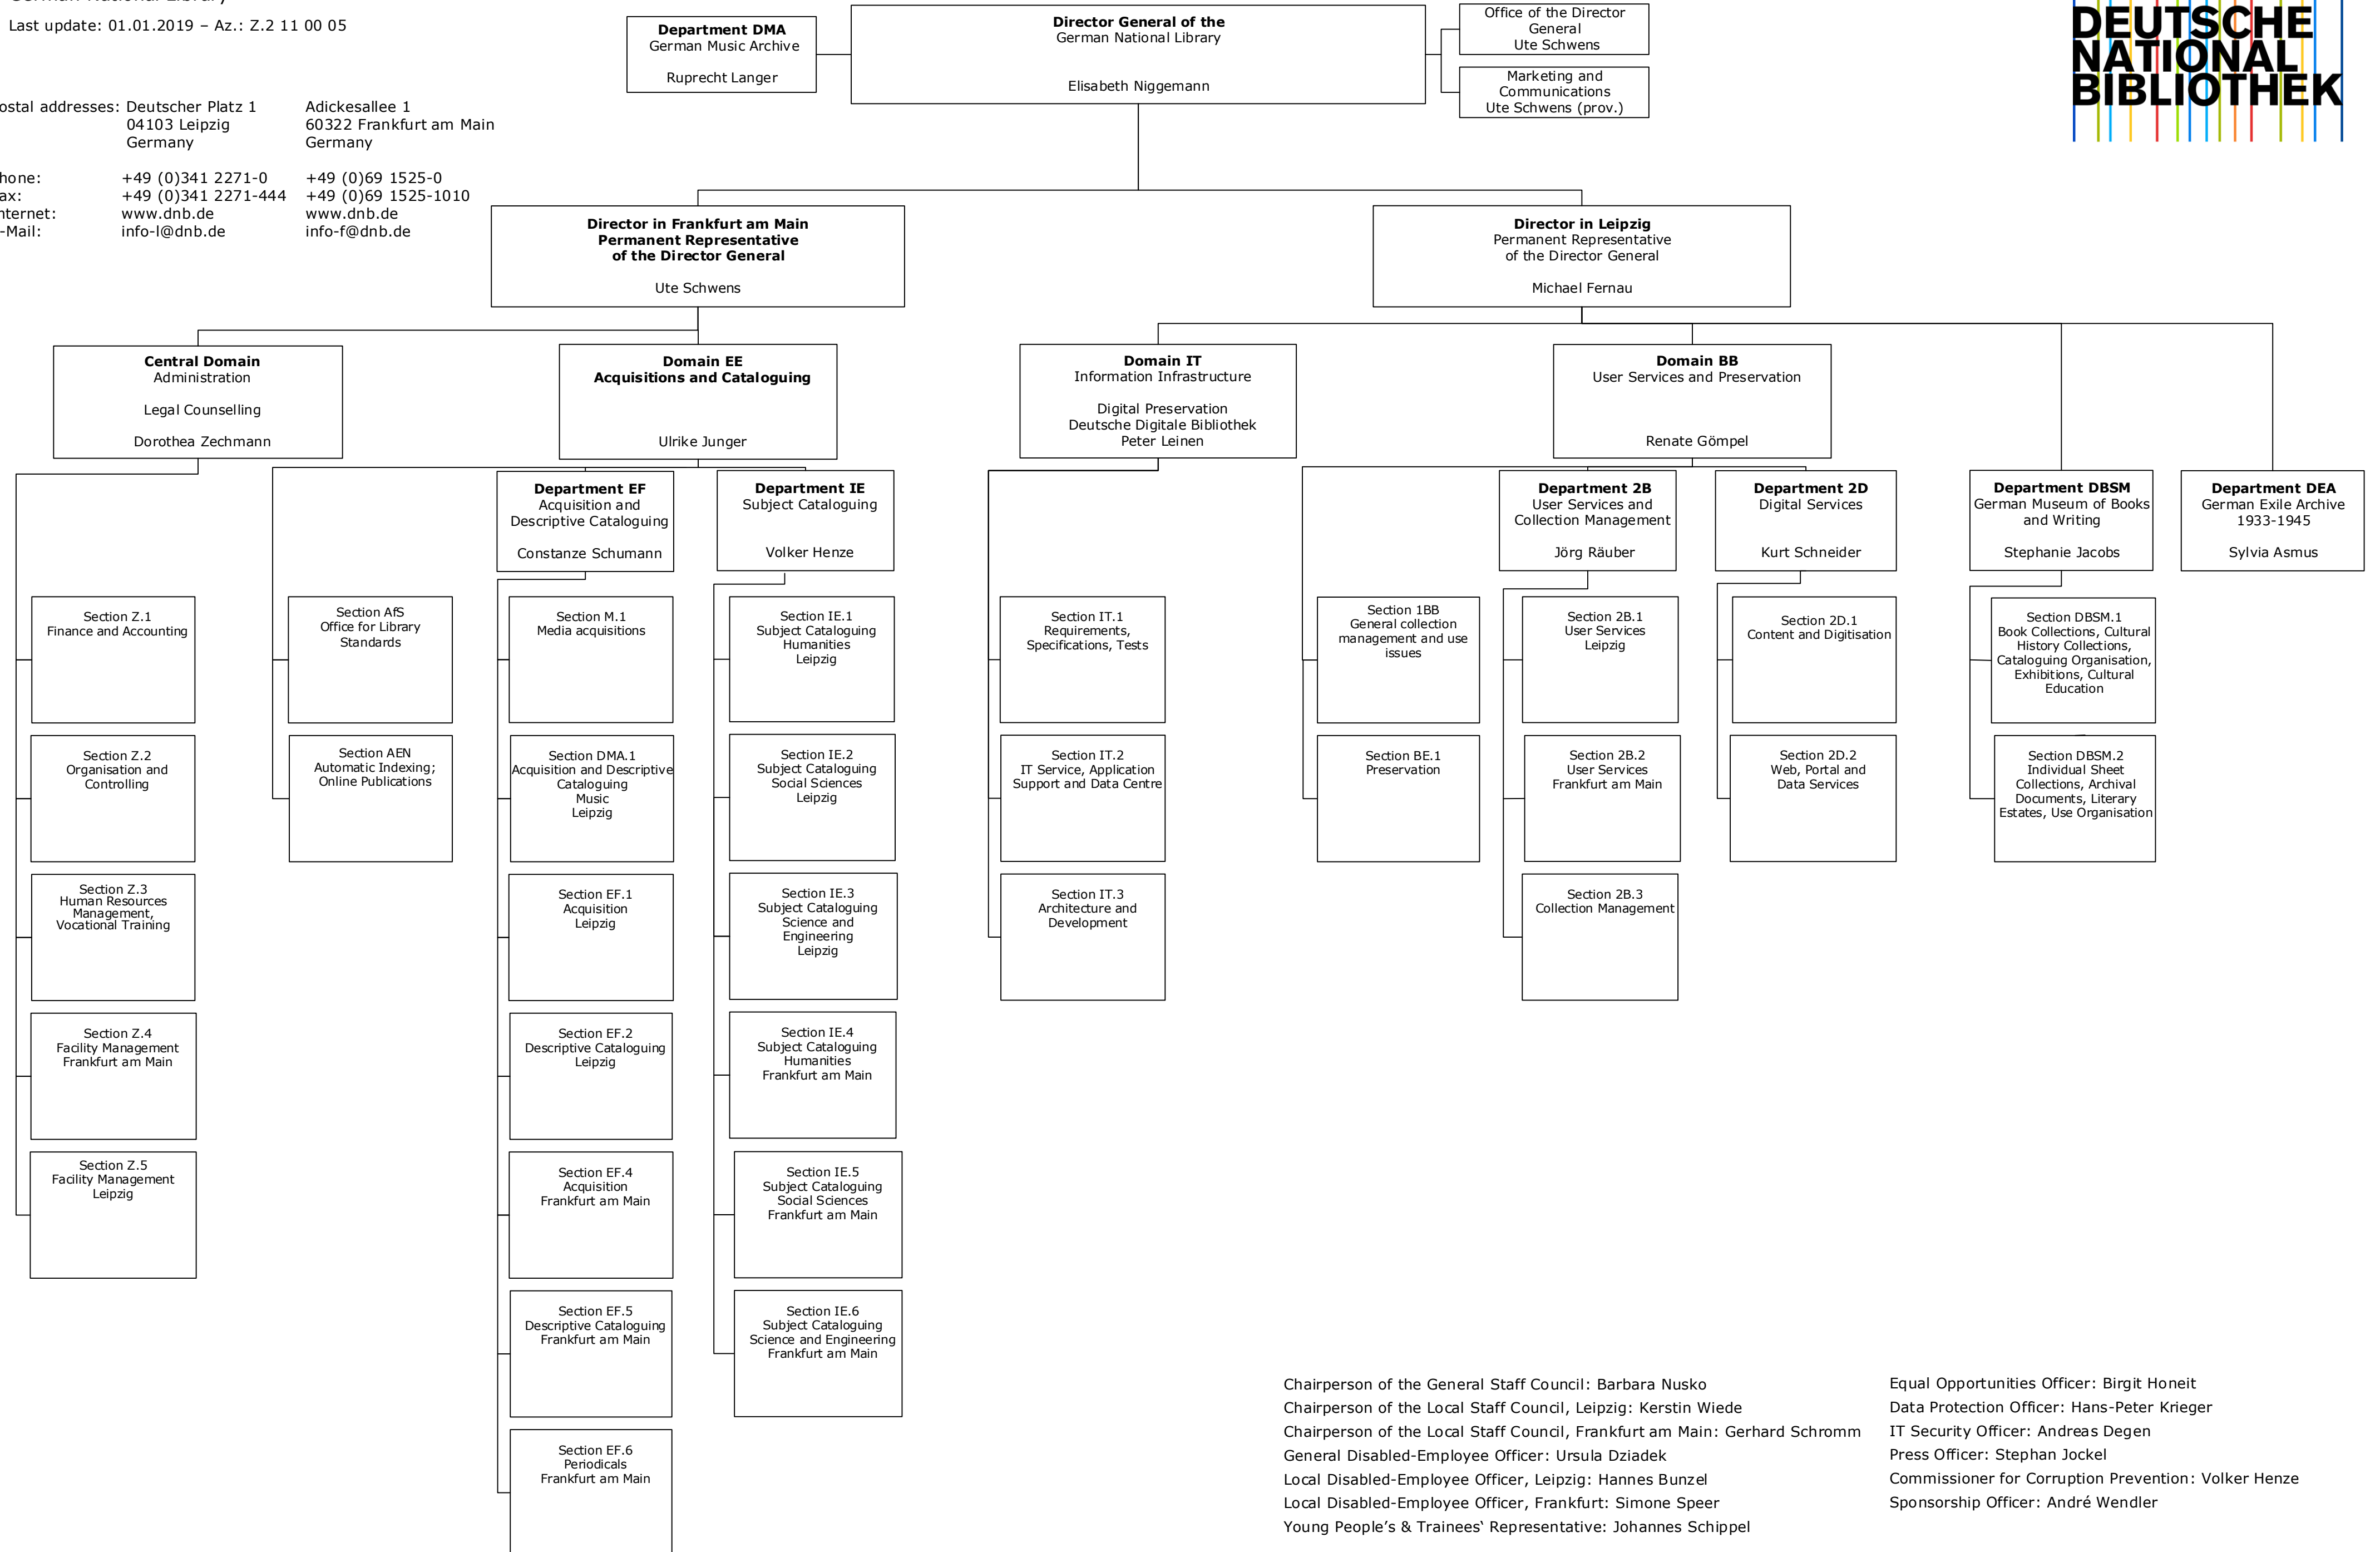 Last update: 01.01.2019 – Az.: Z.2 11 00 05
ostal addresses: Deutscher Platz 1 Adickesallee 1
04103 Leipzig 60322 Frankfurt am Main
Germany Germany
hone: +49 (0)341 2271-0 +49 (0)69 1525-0
ax: +49 (0)341 2271-444 +49 (0)69 1525-1010
nternet: www.dnb.de www.dnb.de
-Mail: info-l@dnb.de info-f@dnb.de
Department DMA
German Music Archive
Ruprecht Langer
Director General of the
German National Library
Elisabeth Niggemann
Office of the Director
General
Ute Schwens
Marketing and
Communications
Ute Schwens (prov.)
DEUTSCHE
NATIONAL
BIBLIOTHEK
Director in Frankfurt am Main
Permanent Representative
of the Director General
Ute Schwens
Director in Leipzig
Permanent Representative
of the Director General
Michael Fernau
Central Domain
Administration
Legal Counselling
Dorothea Zechmann
Domain EE
Acquisitions and Cataloguing
Ulrike Junger
Domain IT
Information Infrastructure
Digital Preservation
Deutsche Digitale Bibliothek
Peter Leinen
Domain BB
User Services and Preservation
Renate Gömpel
Department EF
Acquisition and
Descriptive Cataloguing
Constanze Schumann
Department IE
Subject Cataloguing
Volker Henze
Department 2B
User Services and
Collection Management
Jörg Räuber
Department 2D
Digital Services
Kurt Schneider
Department DBSM
German Museum of Books
and Writing
Stephanie Jacobs
Department DEA
German Exile Archive
1933-1945
Sylvia Asmus
Section Z.1
Finance and Accounting
Section Z.2
Organisation and
Controlling
Section Z.3
Human Resources
Management,
Vocational Training
Section Z.4
Facility Management
Frankfurt am Main
Section Z.5
Facility Management
Leipzig
Section AfS
Office for Library
Standards
Section AEN
Automatic Indexing;
Online Publications
Section M.1
Media acquisitions
Section DMA.1
Acquisition and Descriptive
Cataloguing
Music
Leipzig
Section EF.1
Acquisition
Leipzig
Section EF.2
Descriptive Cataloguing
Leipzig
Section EF.4
Acquisition
Frankfurt am Main
Section EF.5
Descriptive Cataloguing
Frankfurt am Main
Section EF.6
Periodicals
Frankfurt am Main
Section IE.1
Subject Cataloguing
Humanities
Leipzig
Section IE.2
Subject Cataloguing
Social Sciences
Leipzig
Section IE.3
Subject Cataloguing
Science and
Engineering
Leipzig
Section IE.4
Subject Cataloguing
Humanities
Frankfurt am Main
Section IE.5
Subject Cataloguing
Social Sciences
Frankfurt am Main
Section IE.6
Subject Cataloguing
Science and Engineering
Frankfurt am Main
Section IT.1
Requirements,
Specifications, Tests
Section IT.2
IT Service, Application
Support and Data Centre
Section IT.3
Architecture and
Development
Section 1BB
General collection
management and use
issues
Section BE.1
Preservation
Section 2B.1
User Services
Leipzig
Section 2B.2
User Services
Frankfurt am Main
Section 2B.3
Collection Management
Section 2D.1
Content and Digitisation
Section 2D.2
Web, Portal and
Data Services
Section DBSM.1
Book Collections, Cultural
History Collections,
Cataloguing Organisation,
Exhibitions, Cultural
Education
Section DBSM.2
Individual Sheet
Collections, Archival
Documents, Literary
Estates, Use Organisation
Chairperson of the General Staff Council: Barbara Nusko
Chairperson of the Local Staff Council, Leipzig: Kerstin Wiede
Chairperson of the Local Staff Council, Frankfurt am Main: Gerhard Schromm
General Disabled-Employee Officer: Ursula Dziadek
Local Disabled-Employee Officer, Leipzig: Hannes Bunzel
Local Disabled-Employee Officer, Frankfurt: Simone Speer
Young People’s & Trainees‘ Representative: Johannes Schippel
Equal Opportunities Officer: Birgit Honeit
Data Protection Officer: Hans-Peter Krieger
IT Security Officer: Andreas Degen
Press Officer: Stephan Jockel
Commissioner for Corruption Prevention: Volker Henze
Sponsorship Officer: André Wendler